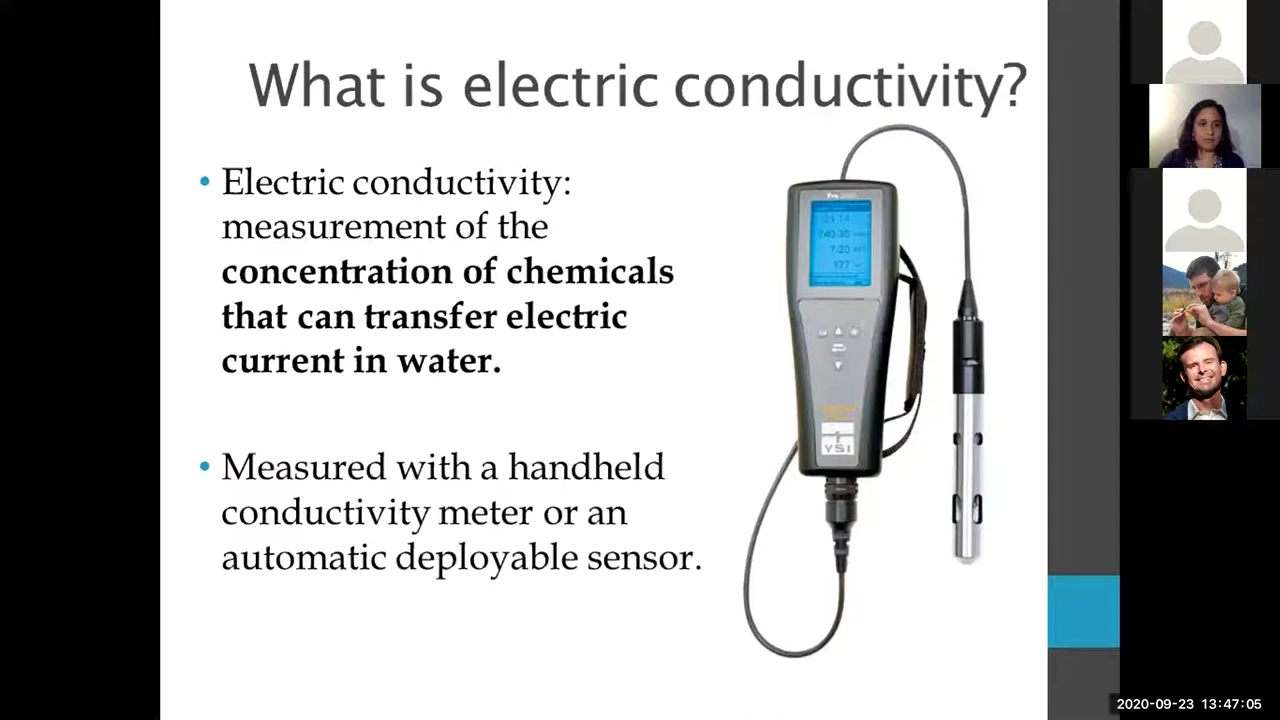 What is electric conductivity?
• Electric conductivity:
measurement of the
concentration of chemicals
that can transfer electric
current in water.
• Measured with a handheld
conductivity meter or an
automatic deployable sensor.
Pro
YSI
2020-09-23 13:47:05